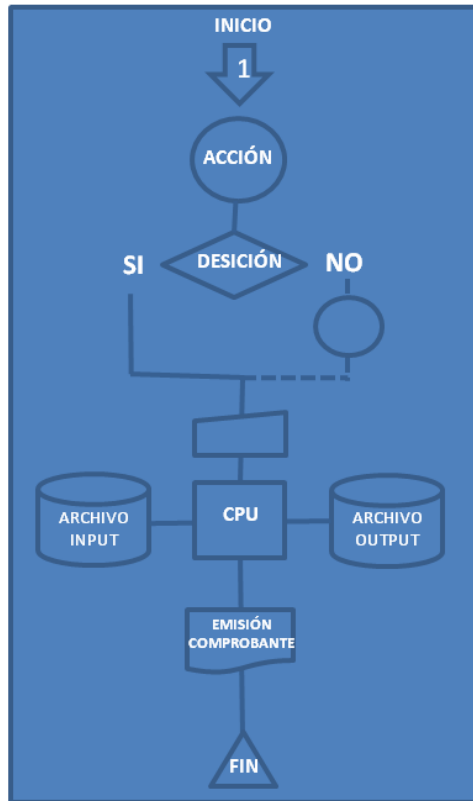 INICIO
1
ACCIÓN
SI
DESICIÓN
NO
CPU
ARCHIVO
INPUT
ARCHIVO
OUTPUT
EMISIÓN
COMPROBANTE
FIN